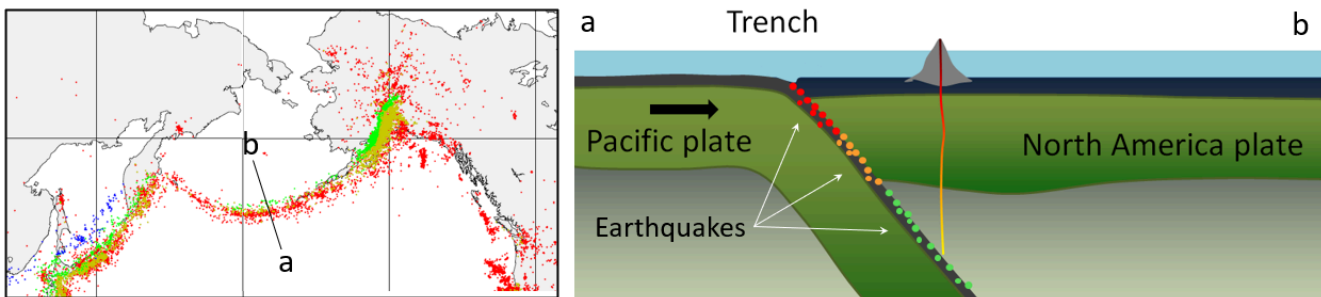 b
a
a
Trench
b
Pacific plate
North America plate
Earthquakes